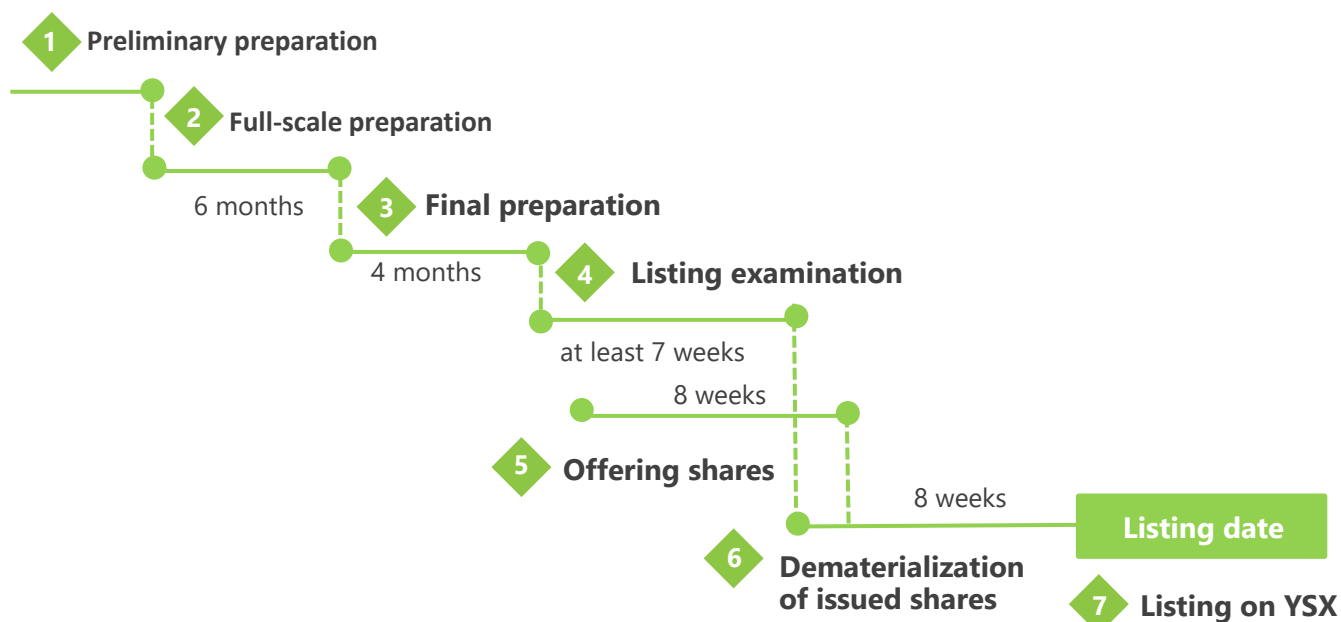 1
Preliminary preparation
2
Full-scale preparation
6 months
3
Final preparation
4 months
4
Listing examination
at least 7 weeks
8 weeks
5
Offering shares
8 weeks
Listing date
6
Dematerialization
of issued shares
7
Listing on YSX